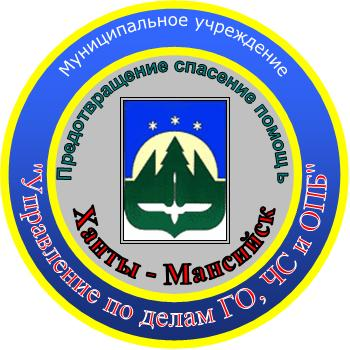 Муниципальное учреждение
"Управление по делам ГО, ЧС и ОПБ"
Предотвращение спасение помощь
Ханты - Мансийск